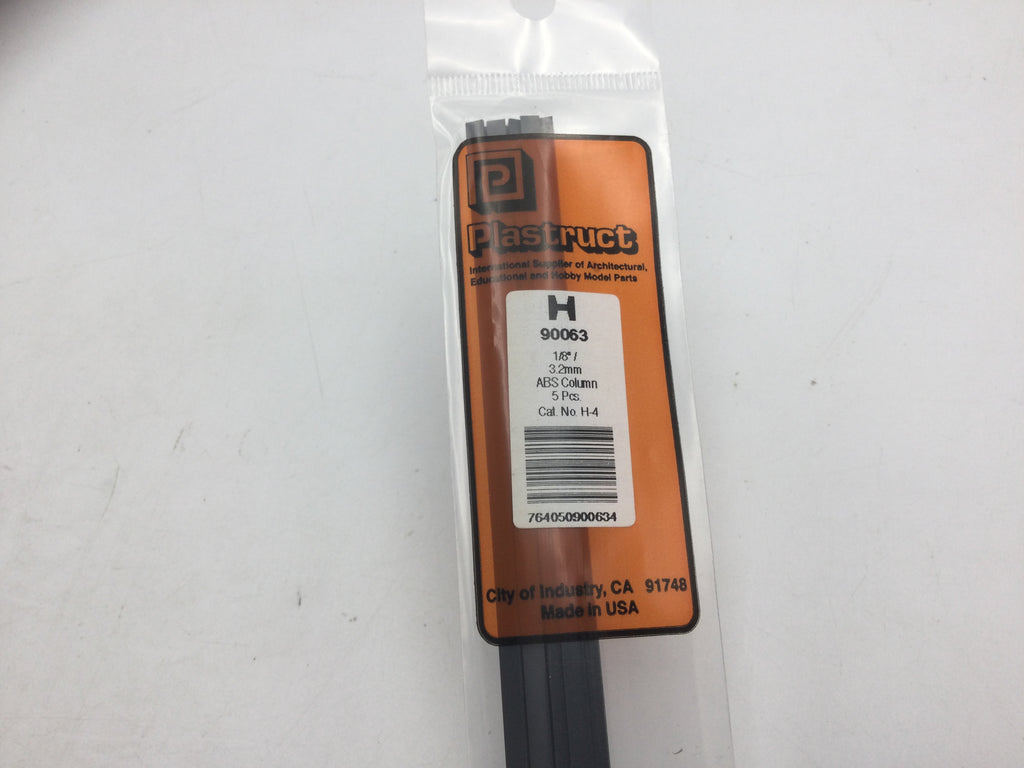 P
Plastruct
International Supplier of Architectural,
Educational and Hobby Model Parts
H
90063
1/8" /
3.2mm
ABS Column
5 Pcs.
Cat. No. H-4
764050900634
City of Industry, CA 91748
Made in USA